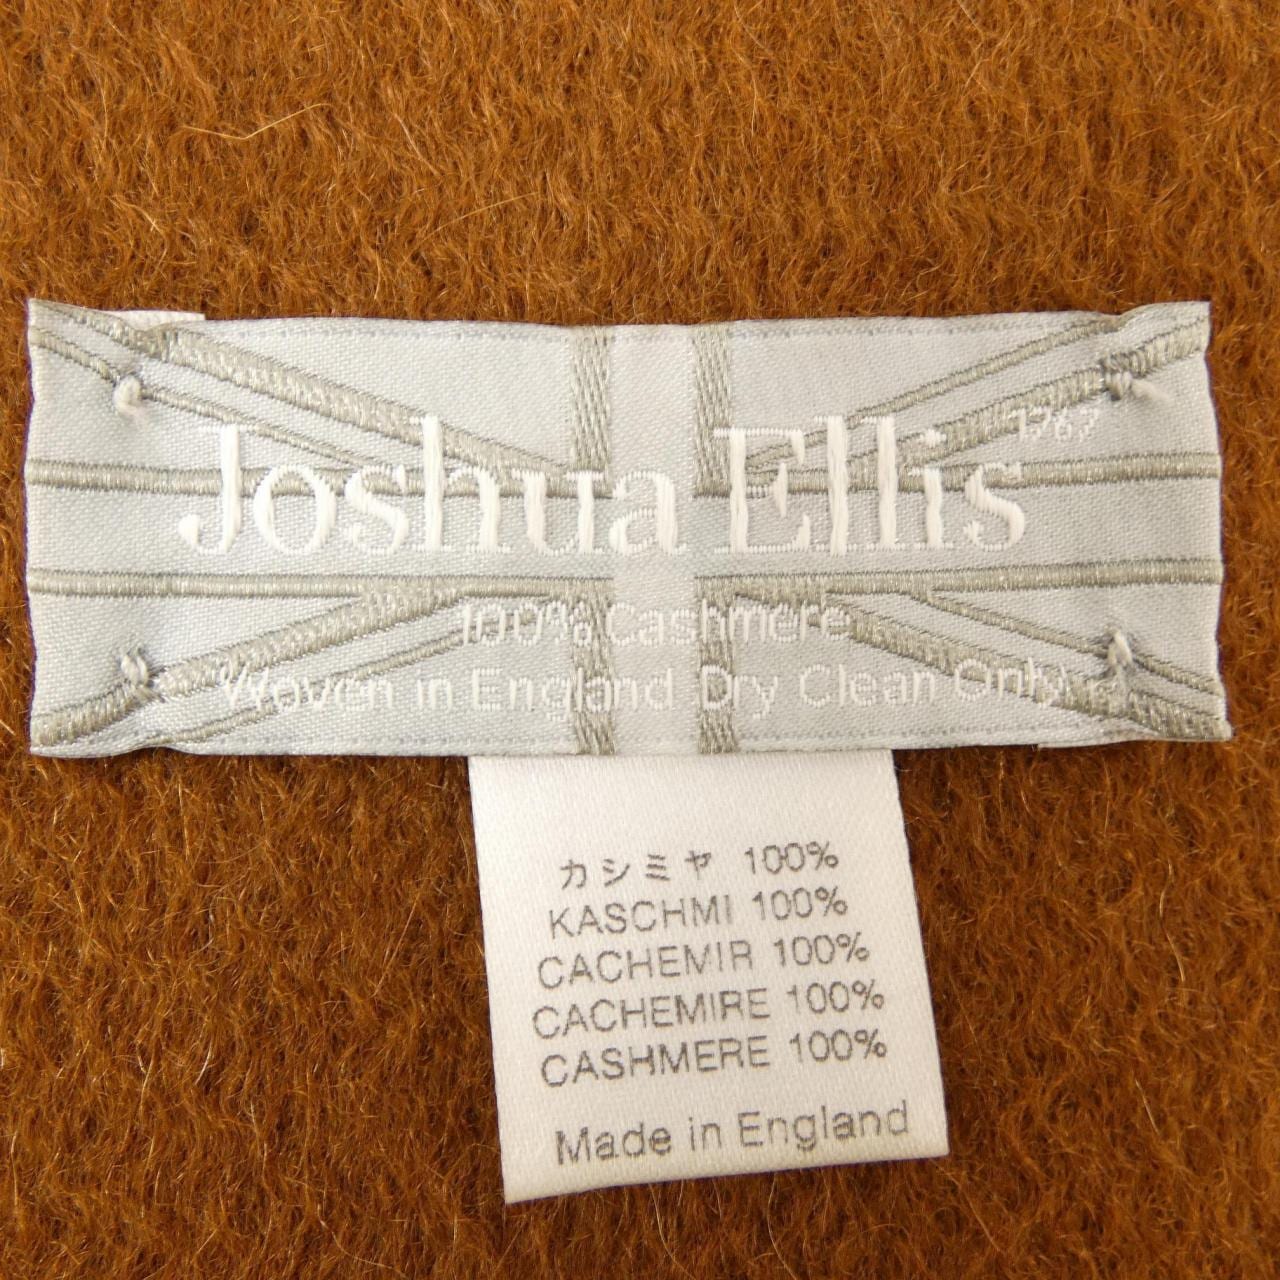 1767
Joshua Ellis
100% Cashmere
Woven in England Dry Clean Only
カシミヤ 100%
KASCHMI 100%
CACHEMIR 100%
CACHEMIRE 100%
CASHMERE 100%
Made in England